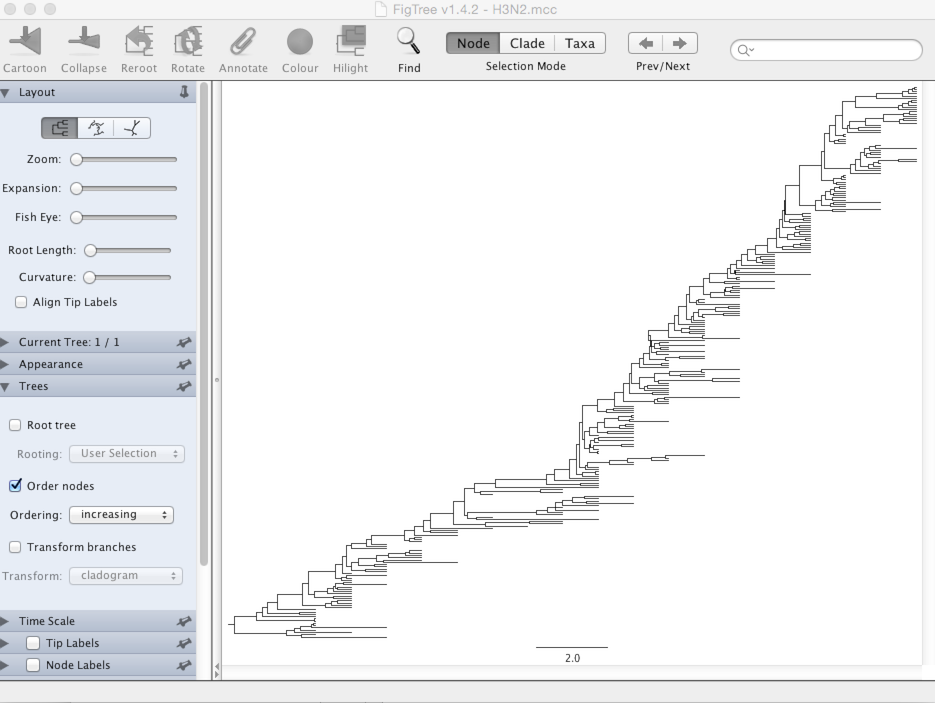 FigTree v1.4.2 - H3N2.mcc
Cartoon Collapse Reroot Rotate Annotate Colour Hilight Find
Node Clade Taxa
Selection Mode
Prev/Next
Layout
Zoom:
Expansion:
Fish Eye:
Root Length:
Curvature:
Align Tip Labels
Current Tree: 1 / 1
Appearance
Trees
Root tree
Rooting: User Selection
Order nodes
Ordering: increasing
Transform branches
Transform: cladogram
Time Scale
Tip Labels
Node Labels
2.0